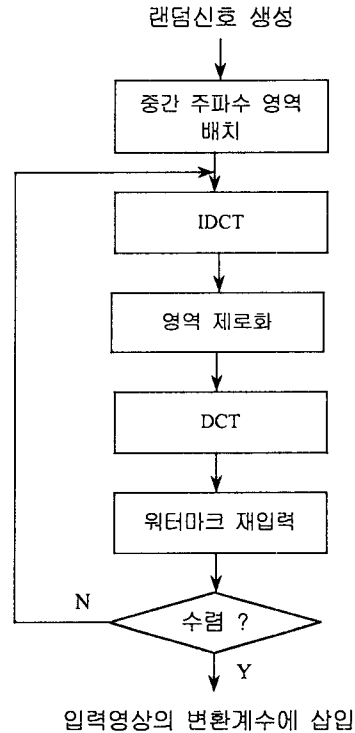 랜덤신호 생성
중간 주파수 영역
배치
IDCT
영역 제로화
DCT
워터마크 재입력
수렴 ?
N
Y
입력영상의 변환계수에 삽입